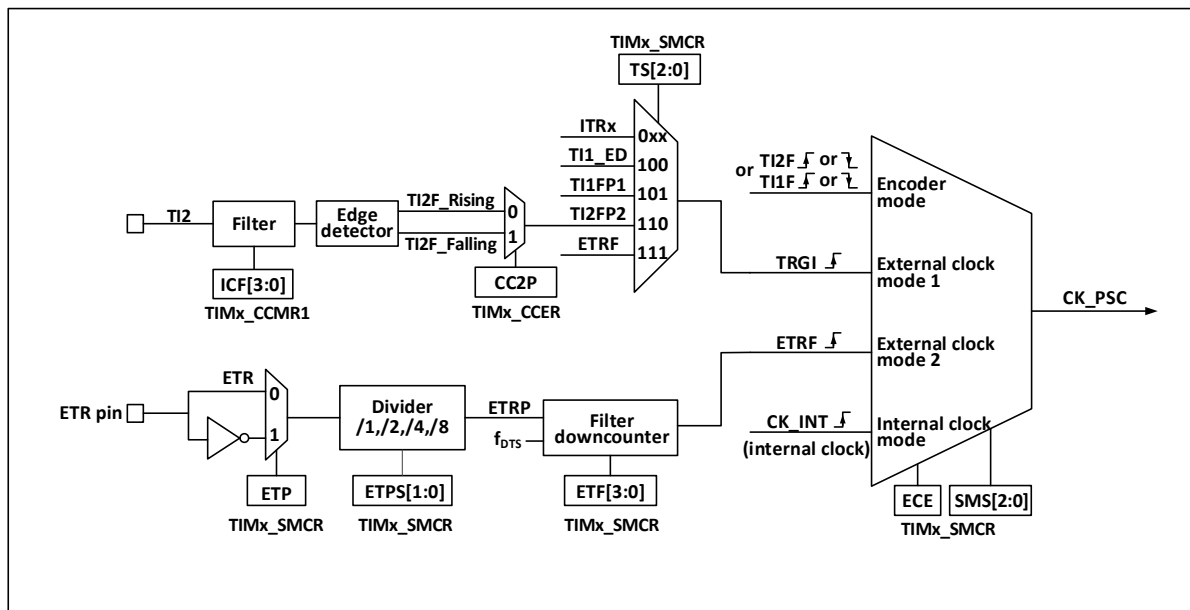 TIMx_SMCR
TS[2:0]
ITRx
0xx
TI1_ED
100
TI1FP1
101
TI2FP2
110
ETRF
111
TI2
Filter
ICF[3:0]
TIMx_CCMR1
Edge
detector
TI2F_Rising
0
TI2F_Falling
1
CC2P
TIMx_CCER
or TI2F or
TI1F or
Encoder
mode
TRGI
External clock
mode 1
ETRF
External clock
mode 2
CK_INT
(internal clock)
Internal clock
mode
CK_PSC
ECE
SMS[2:0]
TIMx_SMCR
ETR pin
ETR
0
1
ETP
TIMx_SMCR
Divider
/1,/2,/4,/8
ETPS[1:0]
TIMx_SMCR
ETRP
fDTS
Filter
downcounter
ETF[3:0]
TIMx_SMCR